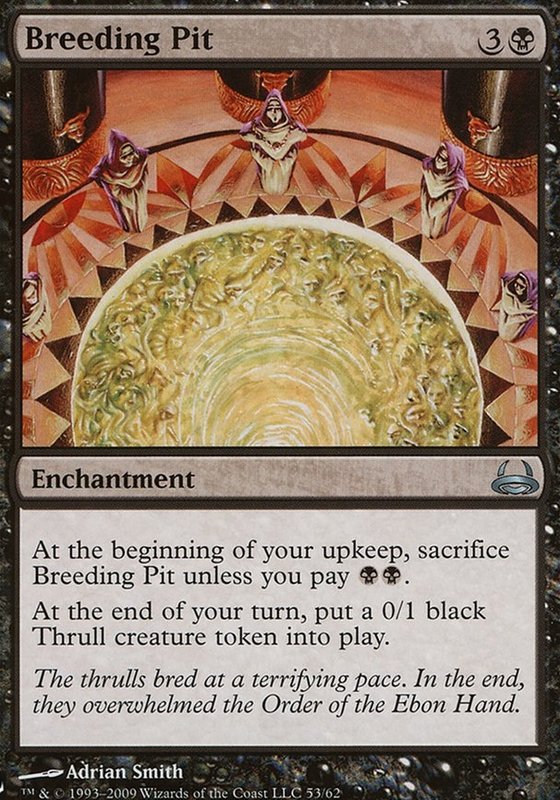 Breeding Pit 3
Enchantment
At the beginning of your upkeep, sacrifice
Breeding Pit unless you pay .
At the end of your turn, put a 0/1 black
Thrull creature token into play.
The thrulls bred at a terrifying pace. In the end,
they overwhelmed the Order of the Ebon Hand.
Adrian Smith
™ & © 1993–2009 Wizards of the Coast LLC 53/62